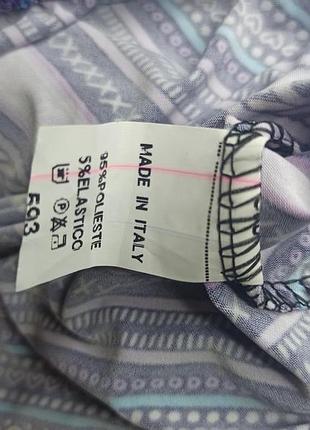 MADE IN ITALY
95%POLIESTE
5%ELASTICO
593